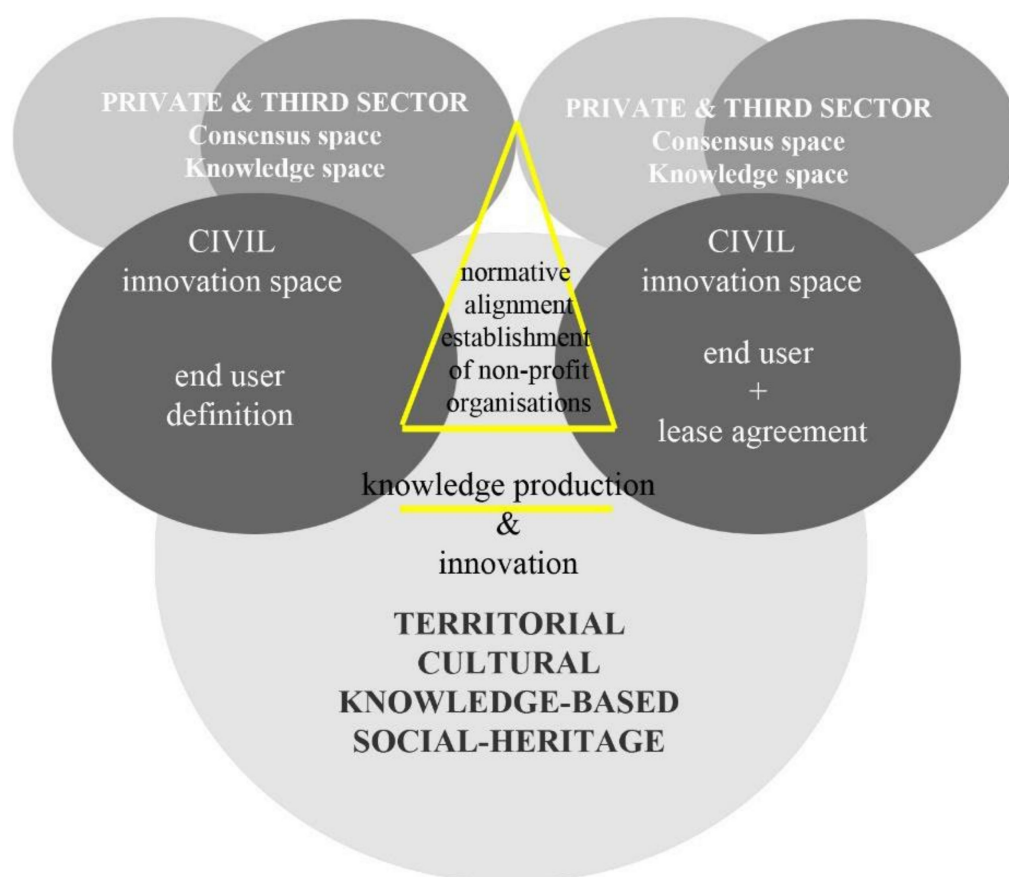 PRIVATE & THIRD SECTOR
Consensus space
Knowledge space
PRIVATE & THIRD SECTOR
Consensus space
Knowledge space
CIVIL
innovation space
end user
definition
normative
alignment
establishment
of non-profit
organisations
CIVIL
innovation space
end user
+
lease agreement
knowledge production
&
innovation
TERRITORIAL
CULTURAL
KNOWLEDGE-BASED
SOCIAL-HERITAGE